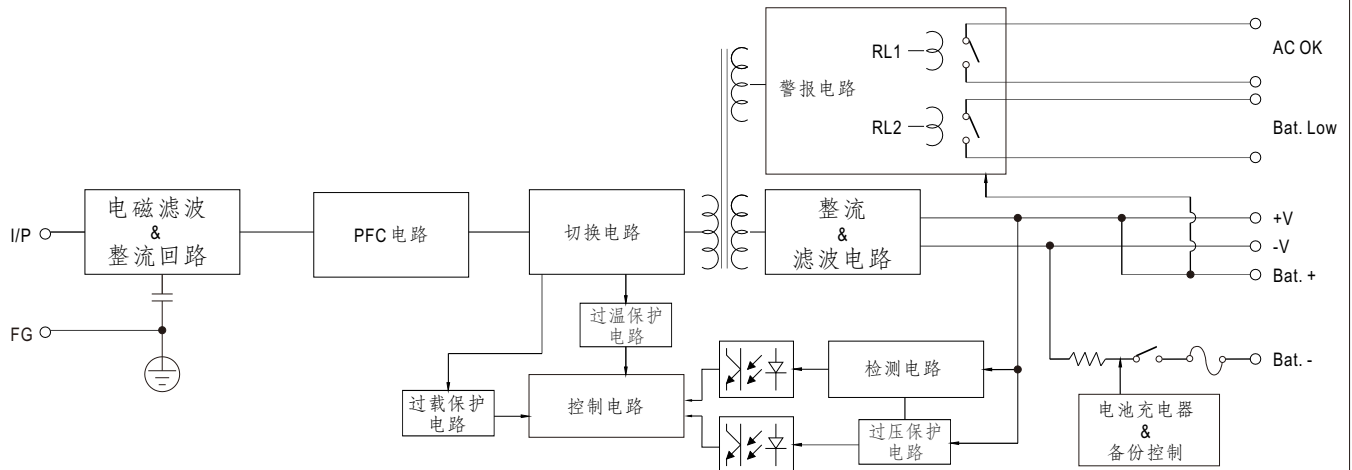 RL1
AC OK
警报电路
RL2
Bat. Low
电磁滤波
&
整流回路
I/P
PFC 电路
切换电路
整流
&
滤波电路
+V
-V
Bat. +
FG
过温保护
电路
检测电路
Bat. -
过载保护
电路
控制电路
过压保护
电路
电池充电器
&
备份控制